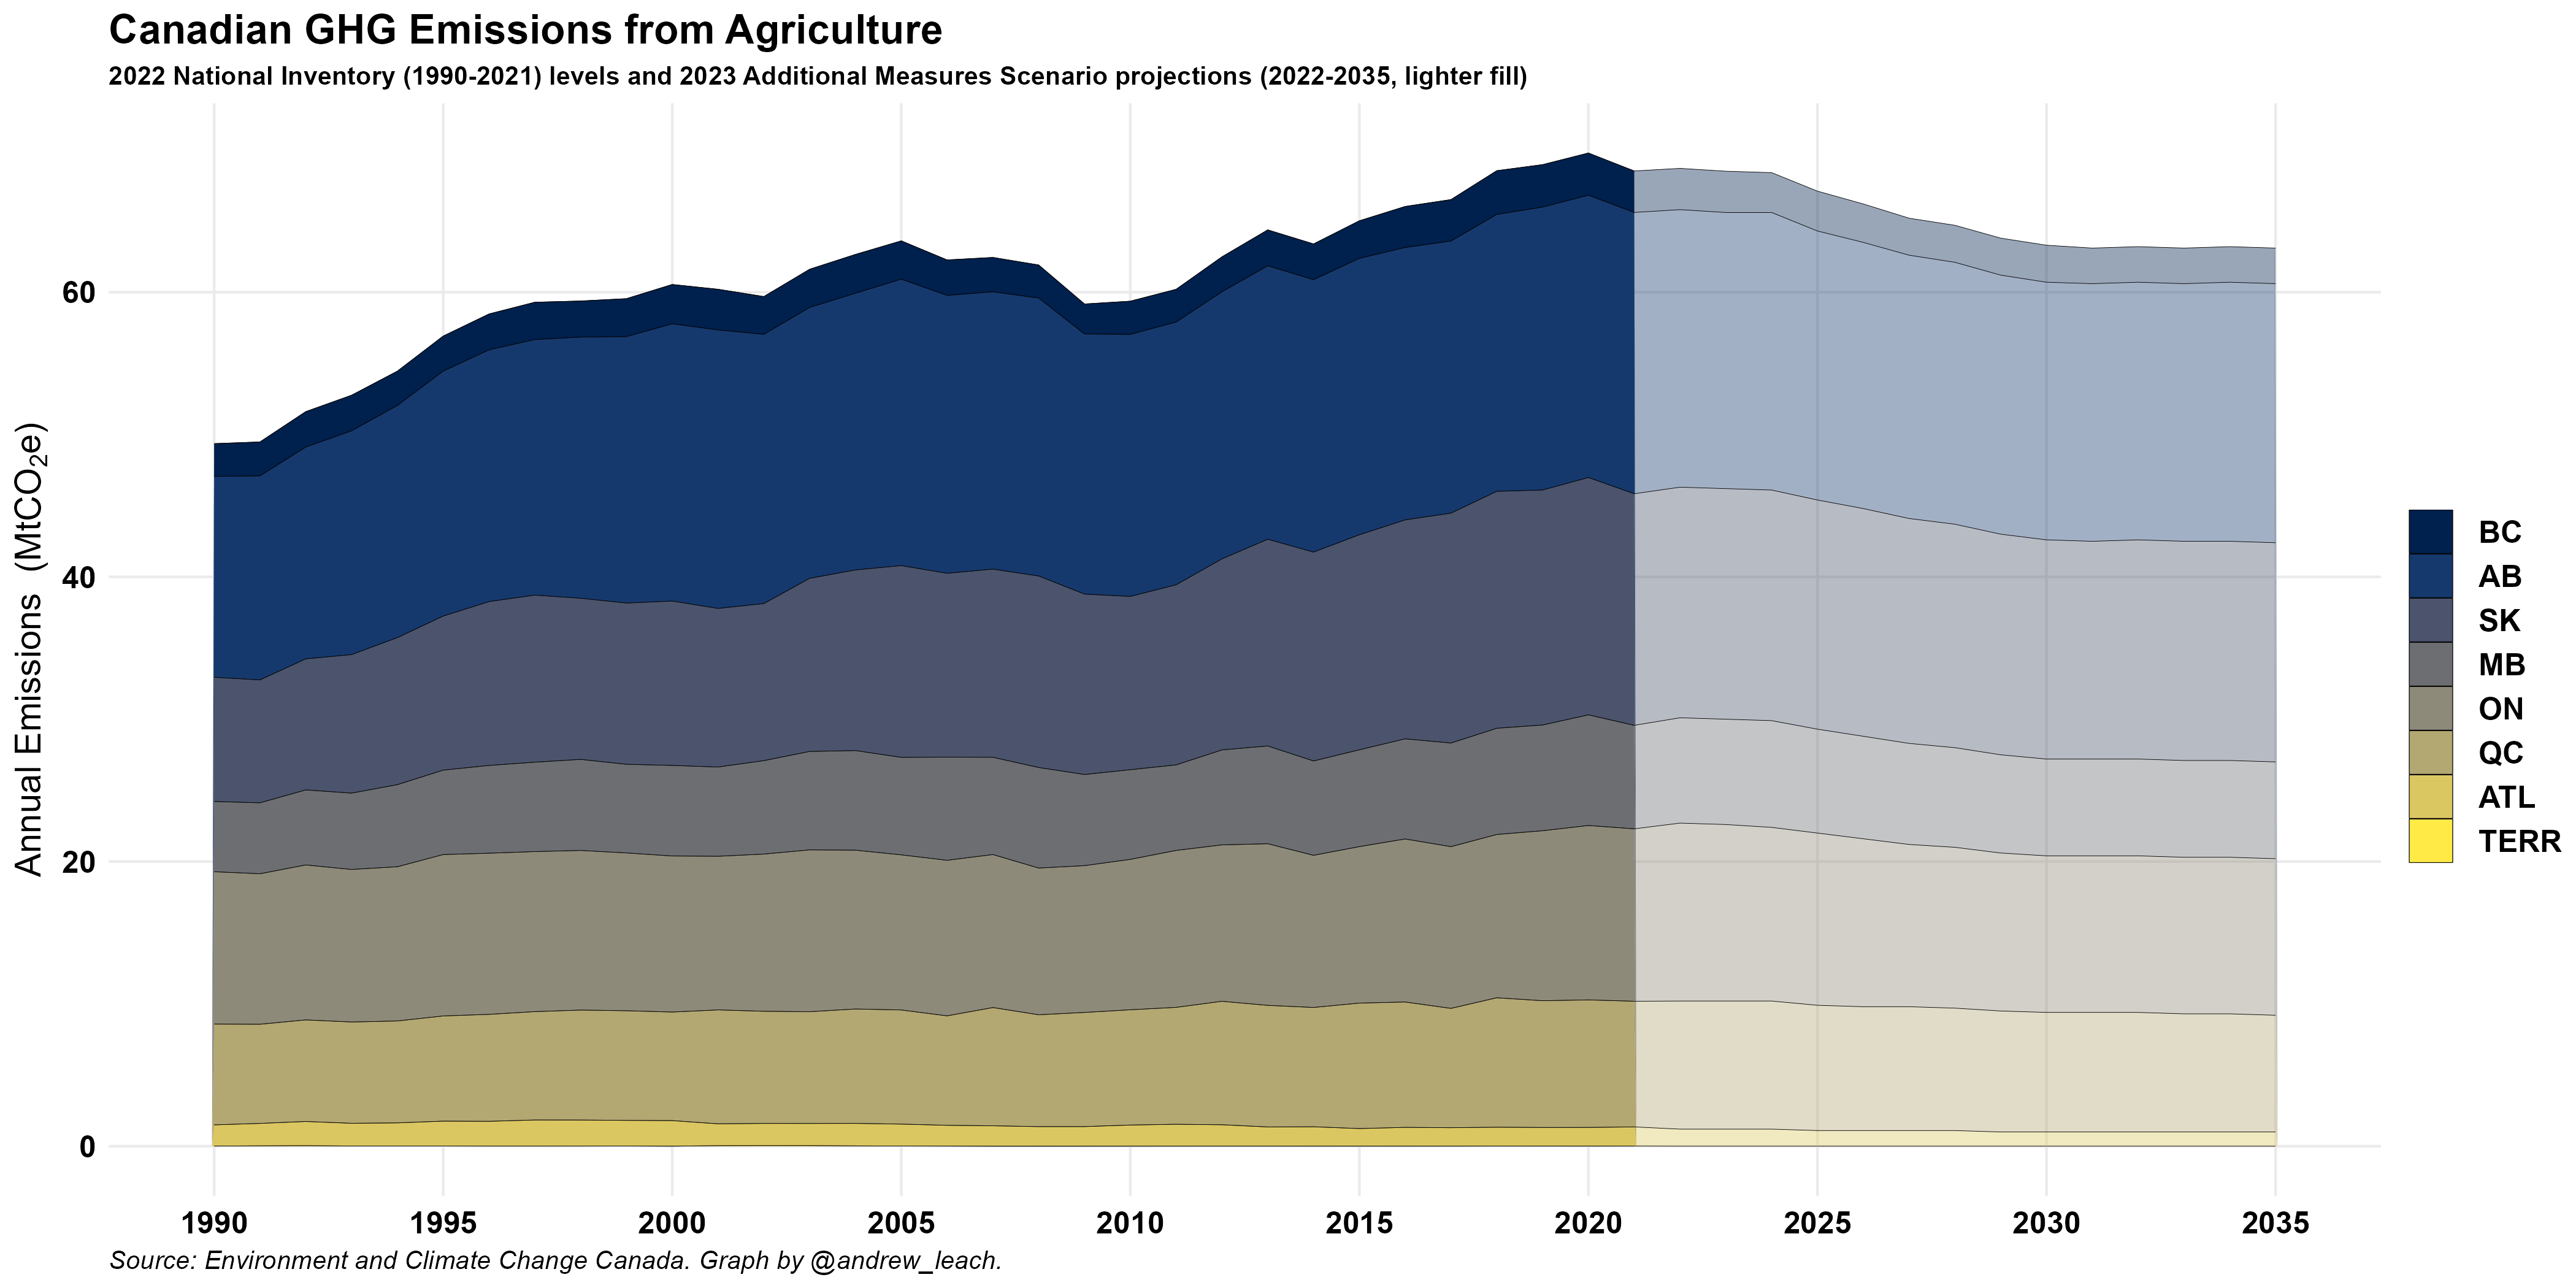 Canadian GHG Emissions from Agriculture
2022 National Inventory (1990-2021) levels and 2023 Additional Measures Scenario projections (2022-2035, lighter fill)
Annual Emissions (MtCO₂e)
60
40
20
0
1990 1995 2000 2005 2010 2015 2020 2025 2030 2035
BC
AB
SK
MB
ON
QC
ATL
TERR
Source: Environment and Climate Change Canada. Graph by @andrew_leach.